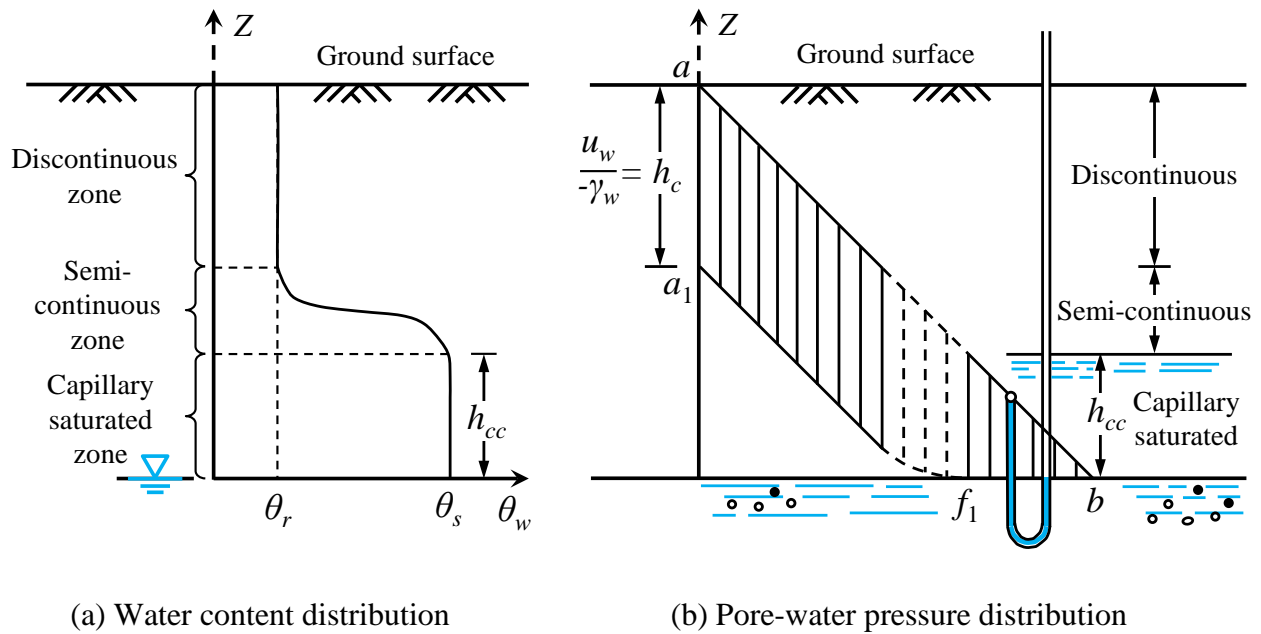 Z
Ground surface
Discontinuous
zone
Semi-
continuous
zone
Capillary
saturated
zone
h_cc
θ_r
θ_s
θ_w
(a) Water content distribution
Z
a
Ground surface
u_w
-γ_w
= h_c
Discontinuous
a_1
Semi-continuous
h_cc
Capillary
saturated
f_1
b
(b) Pore-water pressure distribution